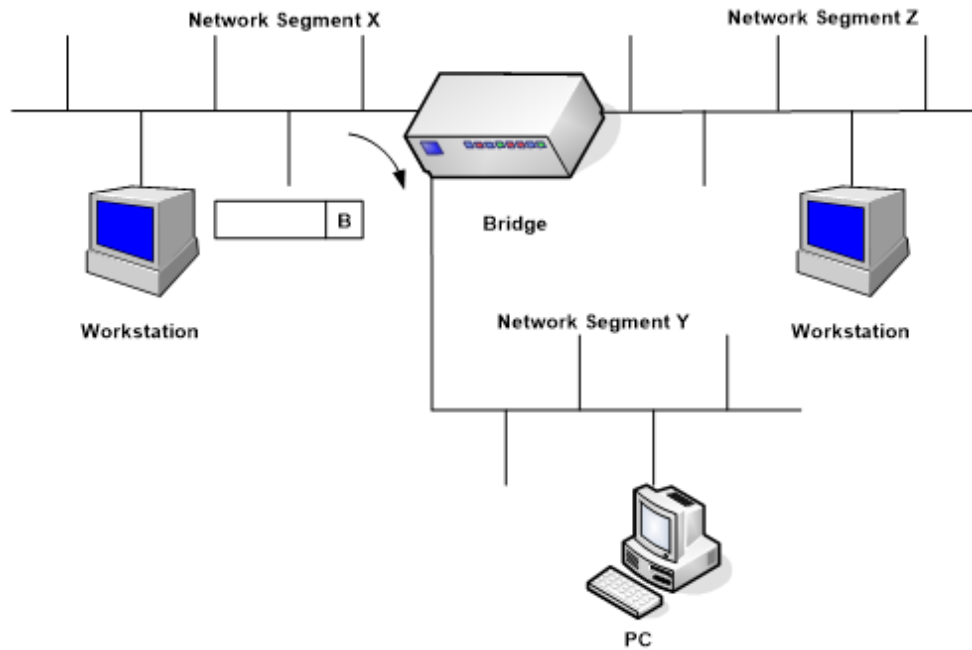 Network Segment X
Network Segment Z
B
Bridge
Workstation
Network Segment Y
Workstation
PC